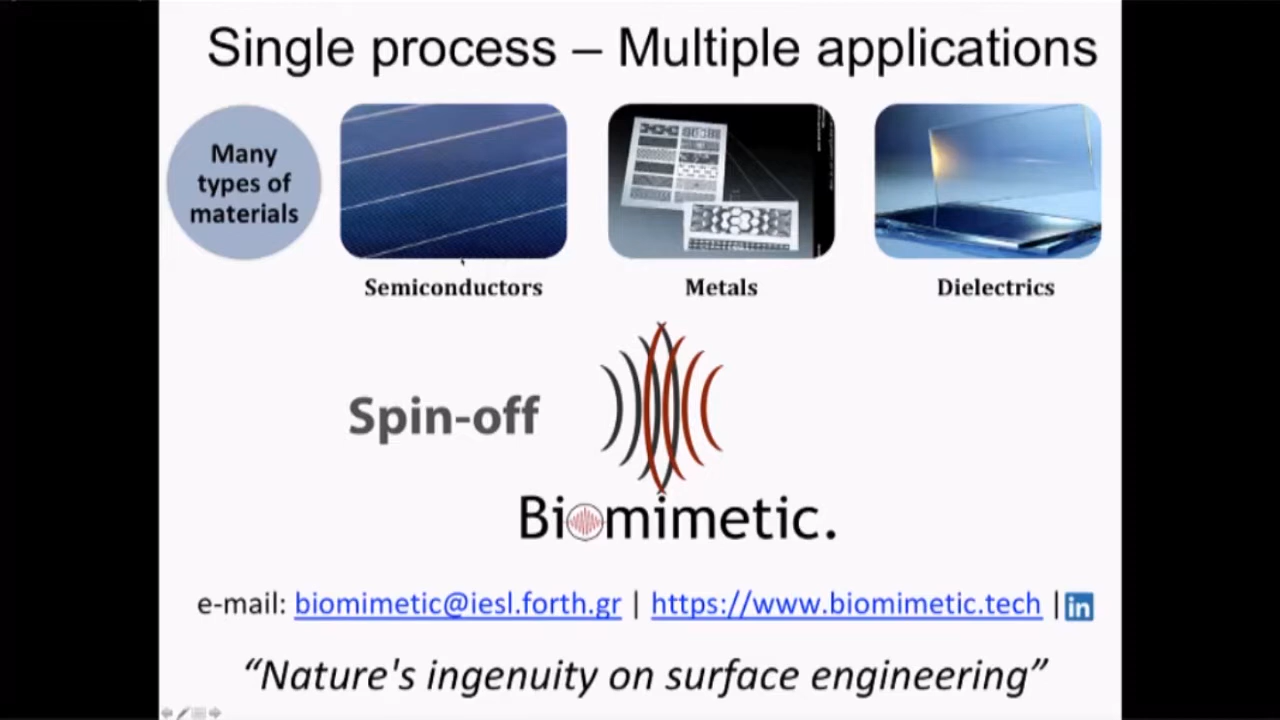 Single process – Multiple applications
Many
types of
materials
Semiconductors
Metals
Dielectrics
Spin-off
Biomimetic.
e-mail: biomimetic@iesl.forth.gr | https://www.biomimetic.tech | in
“Nature's ingenuity on surface engineering”